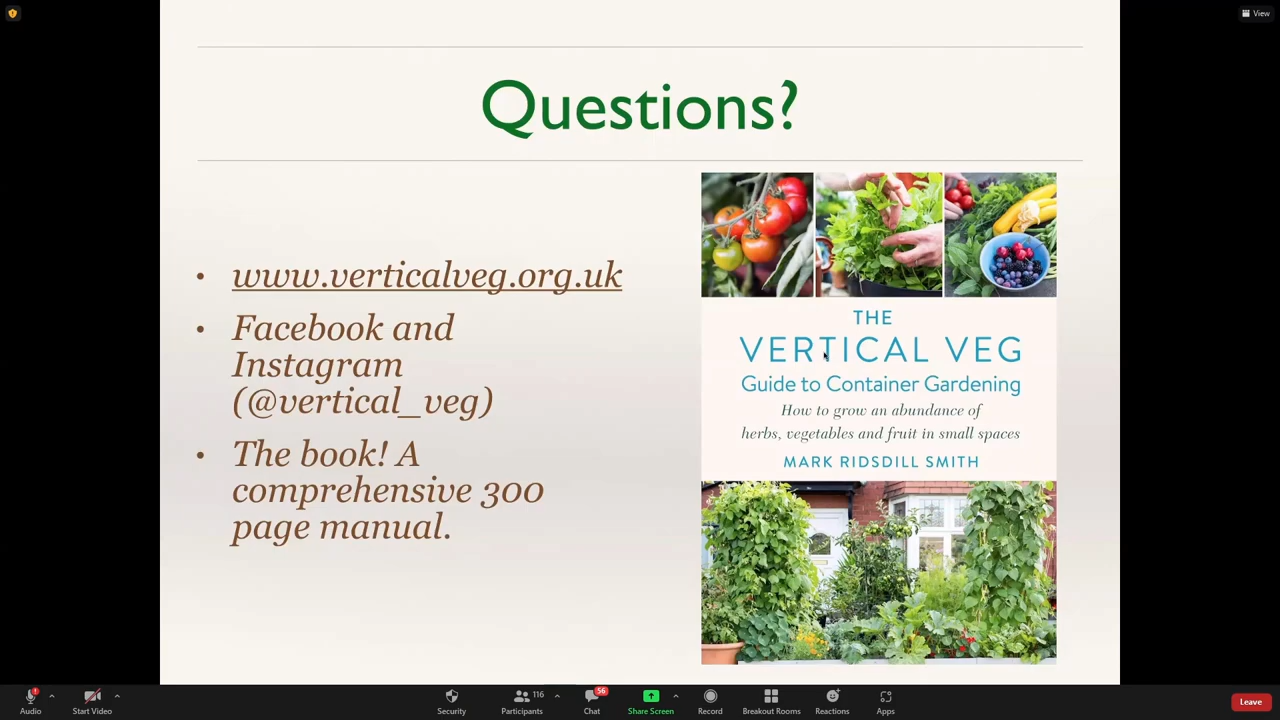 View
Questions?
• www.verticalveg.org.uk
• Facebook and
Instagram
(@vertical_veg)
• The book! A
comprehensive 300
page manual.
THE
VERTICAL VEG
Guide to Container Gardening
How to grow an abundance of
herbs, vegetables and fruit in small spaces
MARK RIDSDILL SMITH
Audio
Start Video
Security
Participants 116
Chat 56
Share Screen
Record
Breakout Rooms
Reactions
Apps
Leave